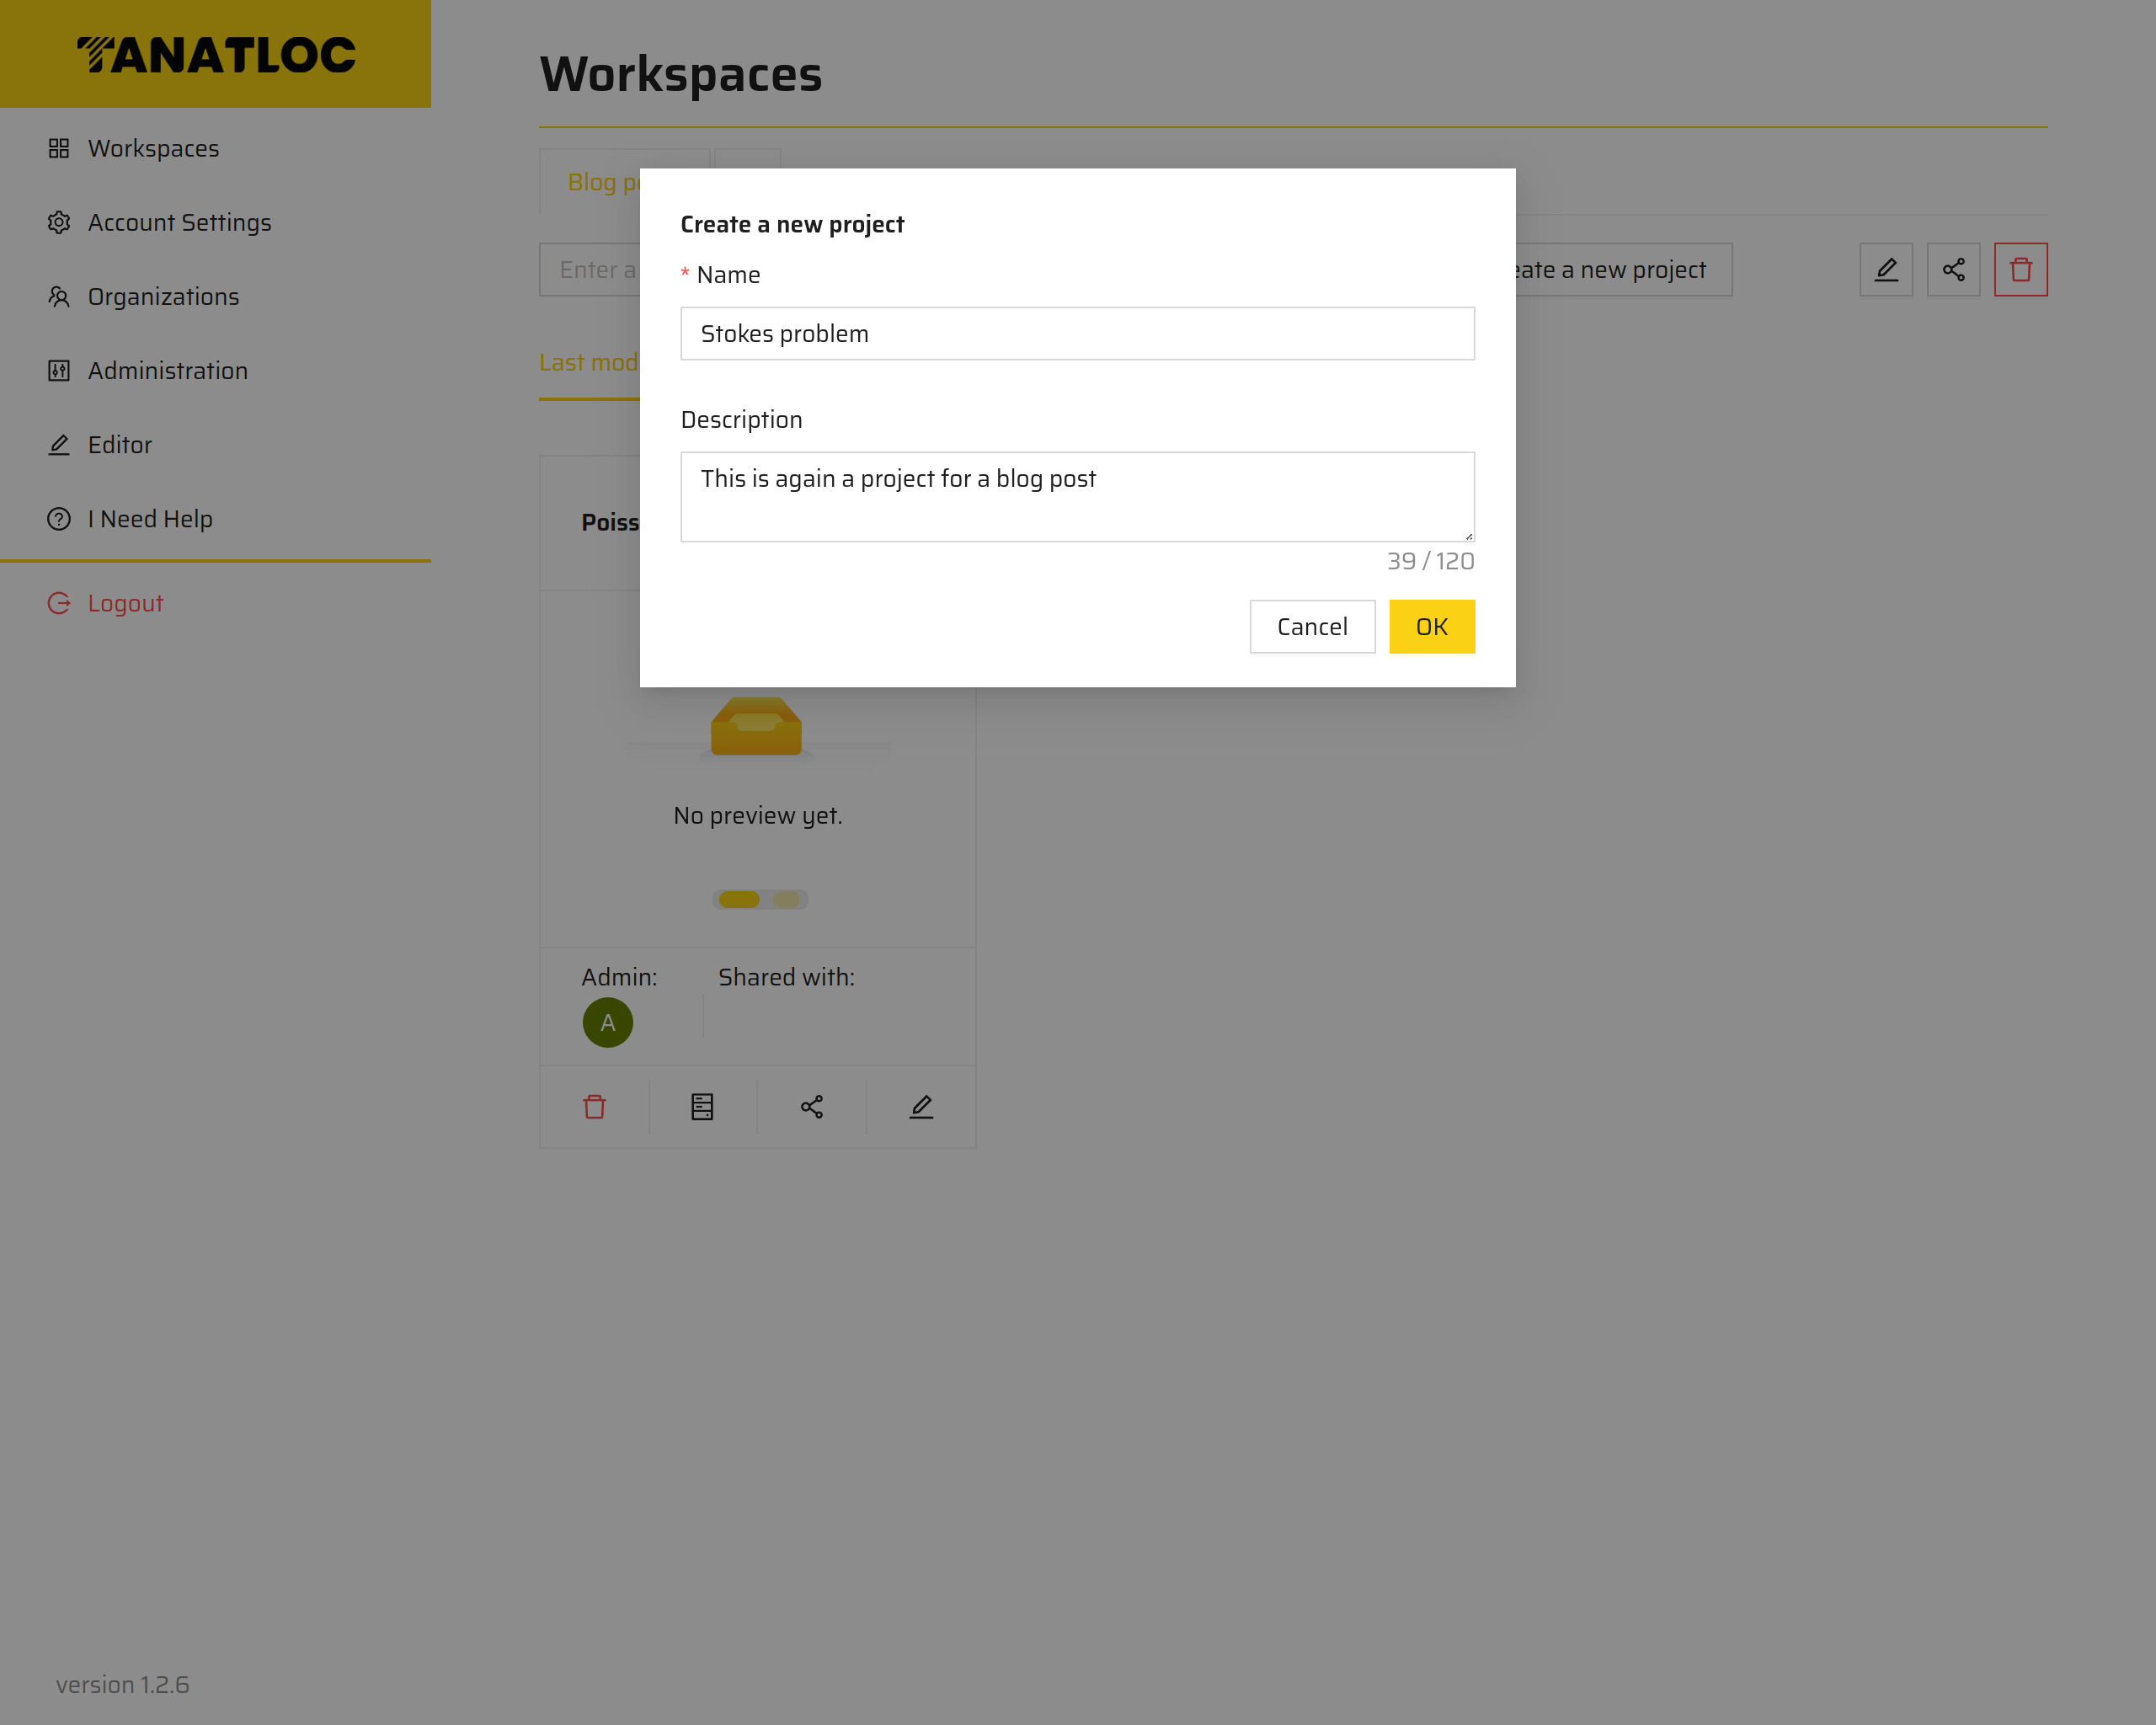 TANATLOC
Workspaces
Account Settings
Organizations
Administration
Editor
I Need Help
Logout
version 1.2.6
Workspaces
Blog
Enter a
eate a new project
Last mod
Create a new project
* Name
Stokes problem
Description
This is again a project for a blog post
39 / 120
Cancel
OK
Poiss
No preview yet.
Admin:
Shared with:
A